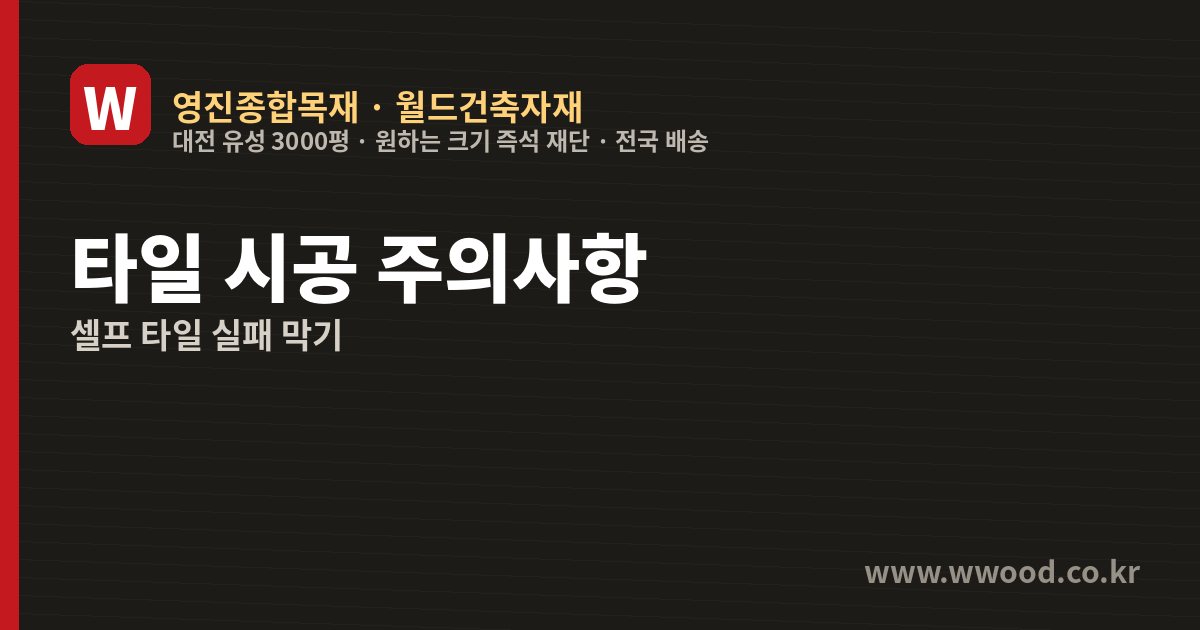 W
영진종합목재 · 월드건축자재
대전 유성 3000평 · 원하는 크기 즉석 재단 · 전국 배송
타일 시공 주의사항
셀프 타일 실패 막기
www.wwood.co.kr